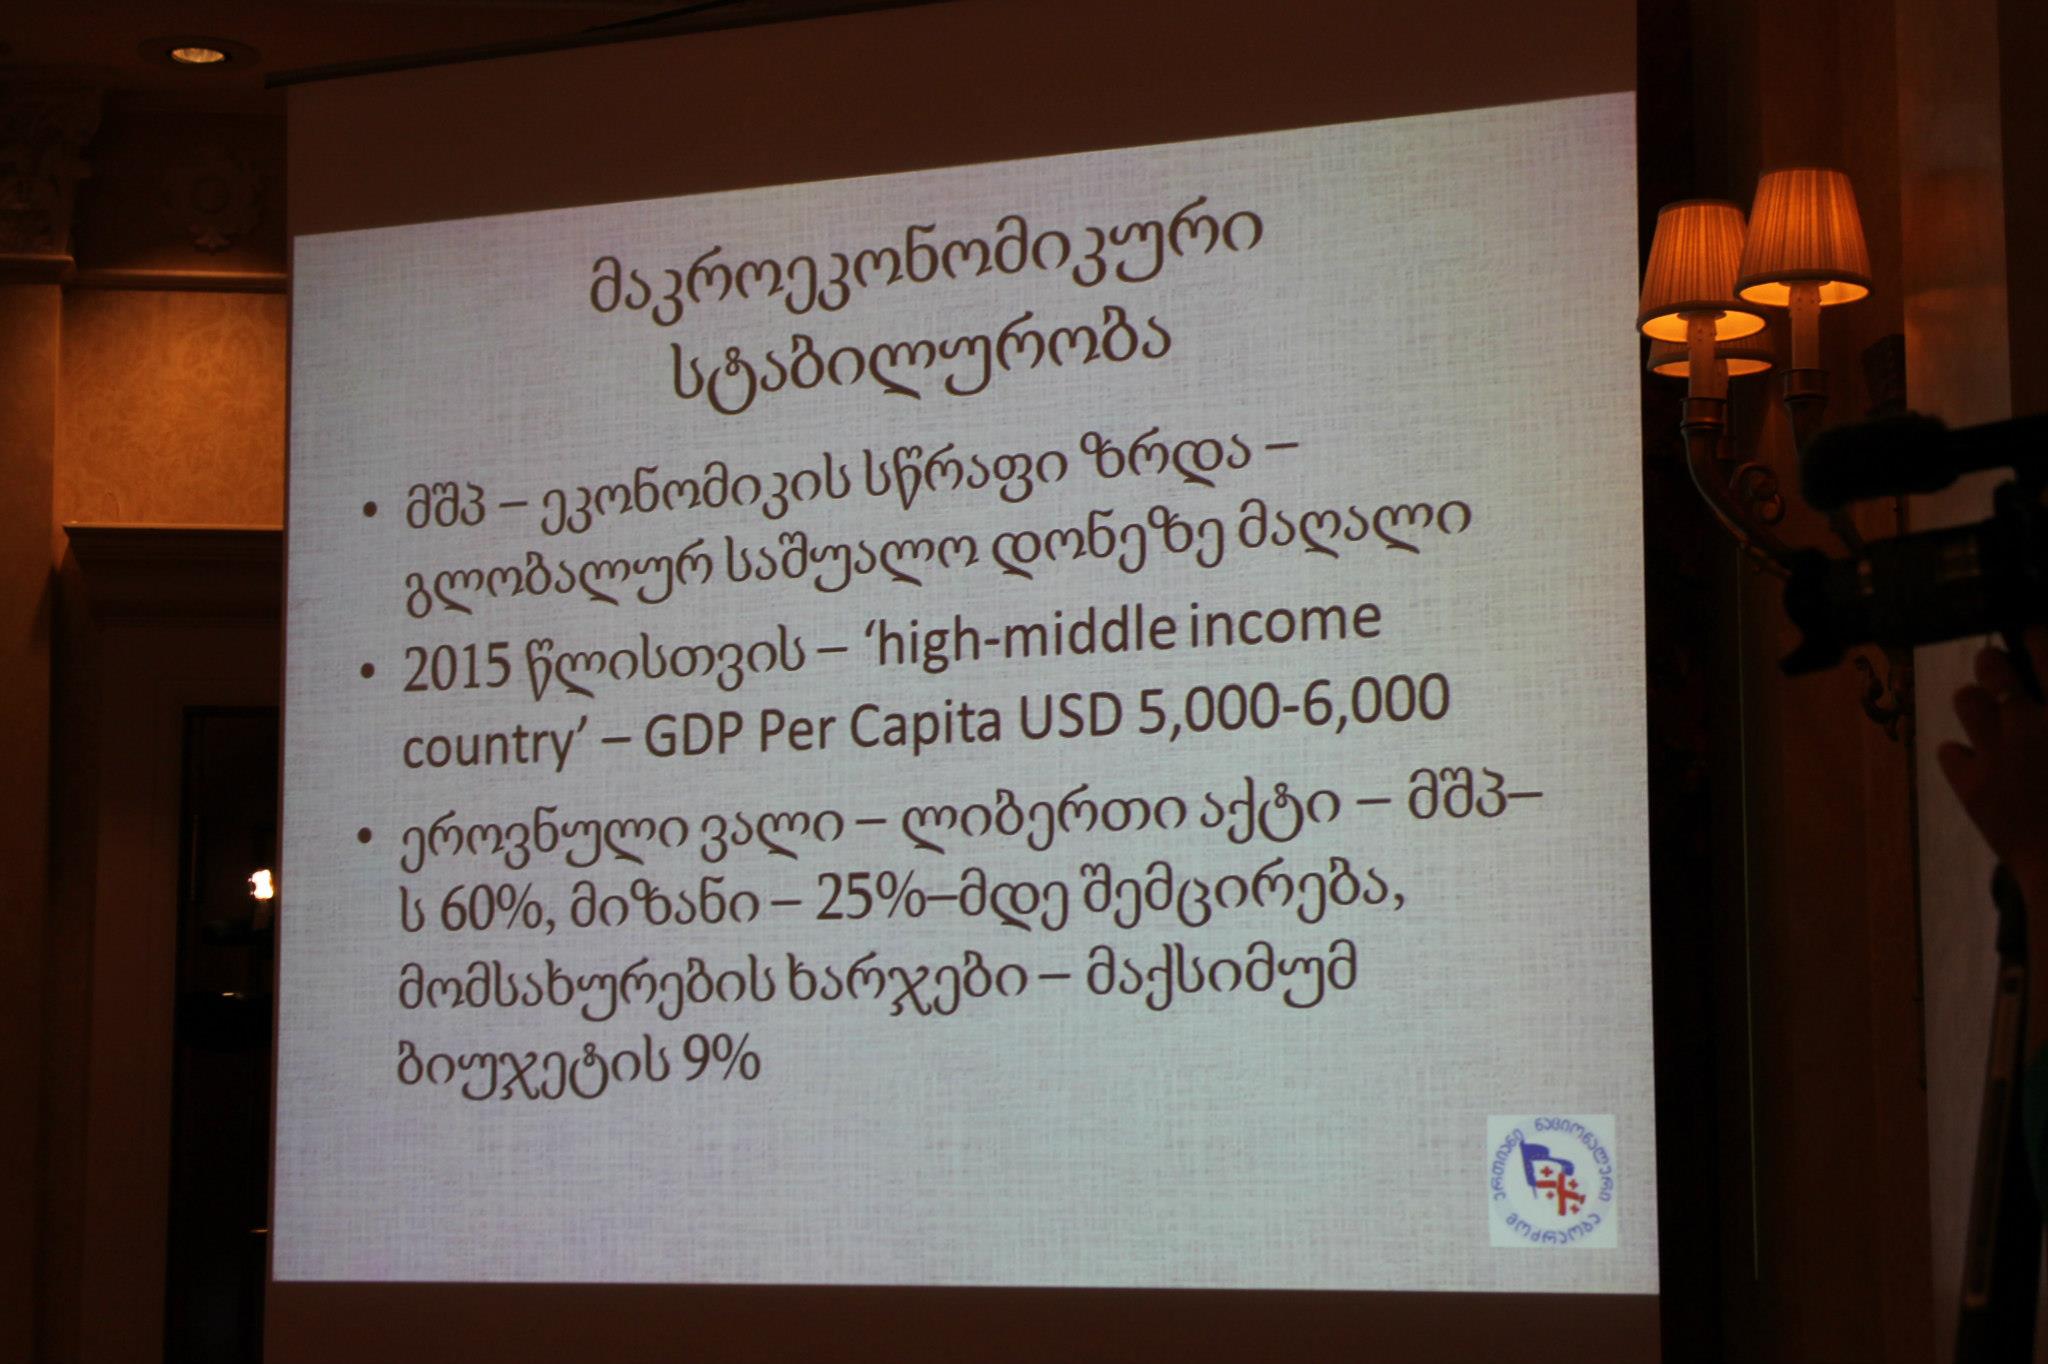 მაკროეკონომიკური
სტაბილურობა
• მშპ – ეკონომიკის სწრაფი ზრდა –
გლობალურ საშუალო დონეზე მაღალი
• 2015 წლისთვის – ‘high-middle income
country’ – GDP Per Capita USD 5,000-6,000
• ეროვნული ვალი – ლიბერთი აქტი – მშპ–
ს 60%, მიზანი – 25%–მდე შემცირება,
მომსახურების ხარჯები – მაქსიმუმ
ბიუჯეტის 9%
ერთიანი ნაციონალური
მოძრაობა